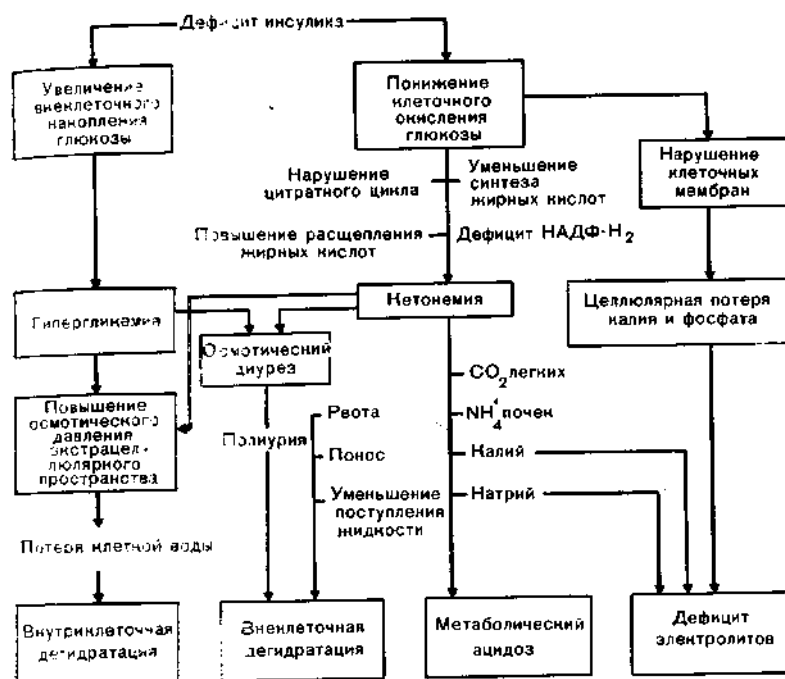 Дефицит инсулина
Увеличение
внеклеточного
накопления
глюкозы
Понижение
клеточного
окисления
глюкозы
Нарушение
клеточных
мембран
Нарушение
цитратного цикла
Уменьшение
синтеза
жирных кислот
Повышение расщепления
жирных кислот
Дефицит НАДФ-Н₂
Гипергликемия
Кетонемия
Целлюлярная потеря
калия и фосфата
Осмотический
диурез
Повышение
осмотического
давления
экстрацел-
люлярного
пространства
Полиурия
Рвота
Понос
Уменьшение
поступления
жидкости
CO₂ легких
NH₄⁺ почек
Калий
Натрий
Потеря клетной воды
Внутриклеточная
дегидратация
Внеклеточная
дегидратация
Метаболический
ацидоз
Дефицит
электролитов